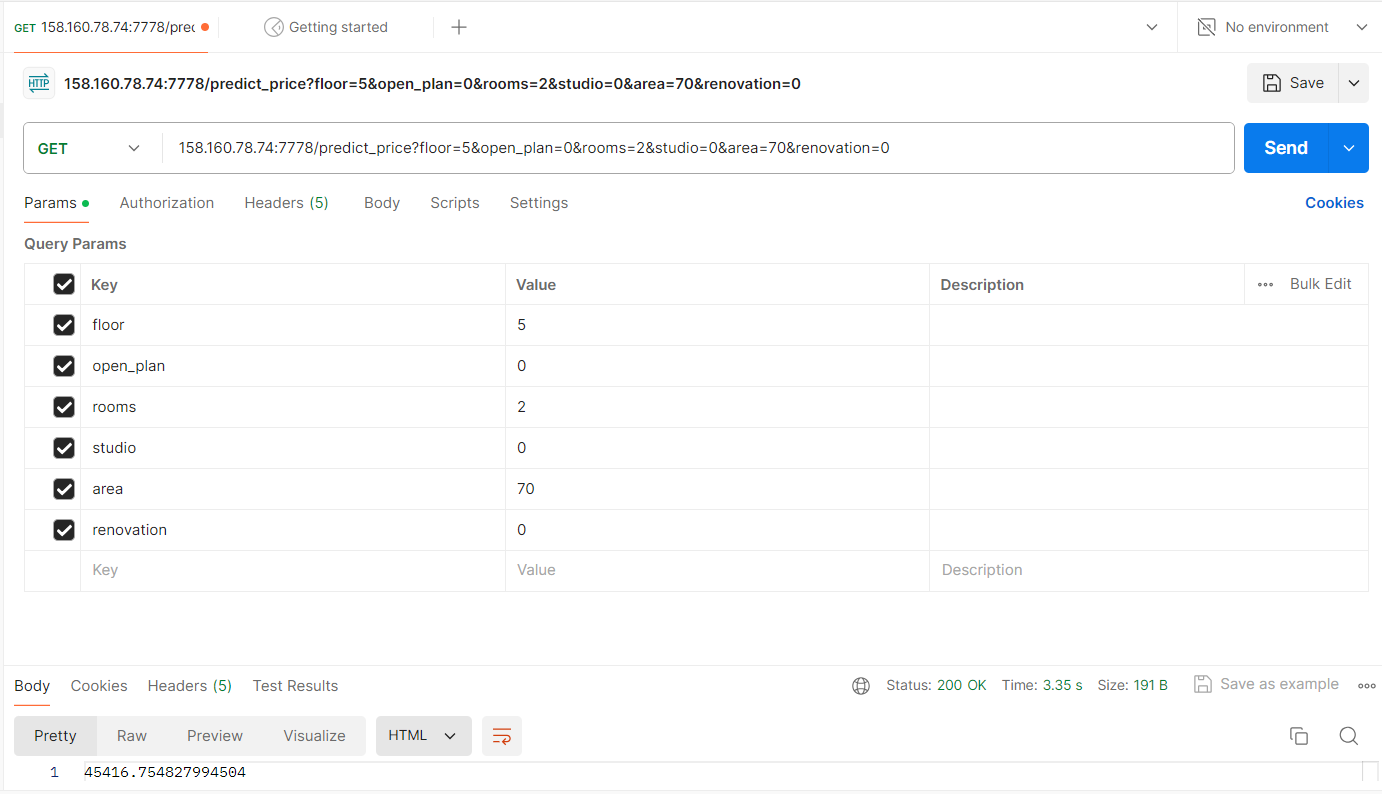 GET 158.160.78.74:7778/prec
Getting started
No environment
HTTP 158.160.78.74:7778/predict_price?floor=5&open_plan=0&rooms=2&studio=0&area=70&renovation=0
Save
GET 158.160.78.74:7778/predict_price?floor=5&open_plan=0&rooms=2&studio=0&area=70&renovation=0
Send
Params Authorization Headers (5) Body Scripts Settings Cookies
Query Params
Key Value Description Bulk Edit
floor 5
open_plan 0
rooms 2
studio 0
area 70
renovation 0
Key Value Description
Body Cookies Headers (5) Test Results Status: 200 OK Time: 3.35 s Size: 191 B Save as example
Pretty Raw Preview Visualize HTML
1 45416.754827994504